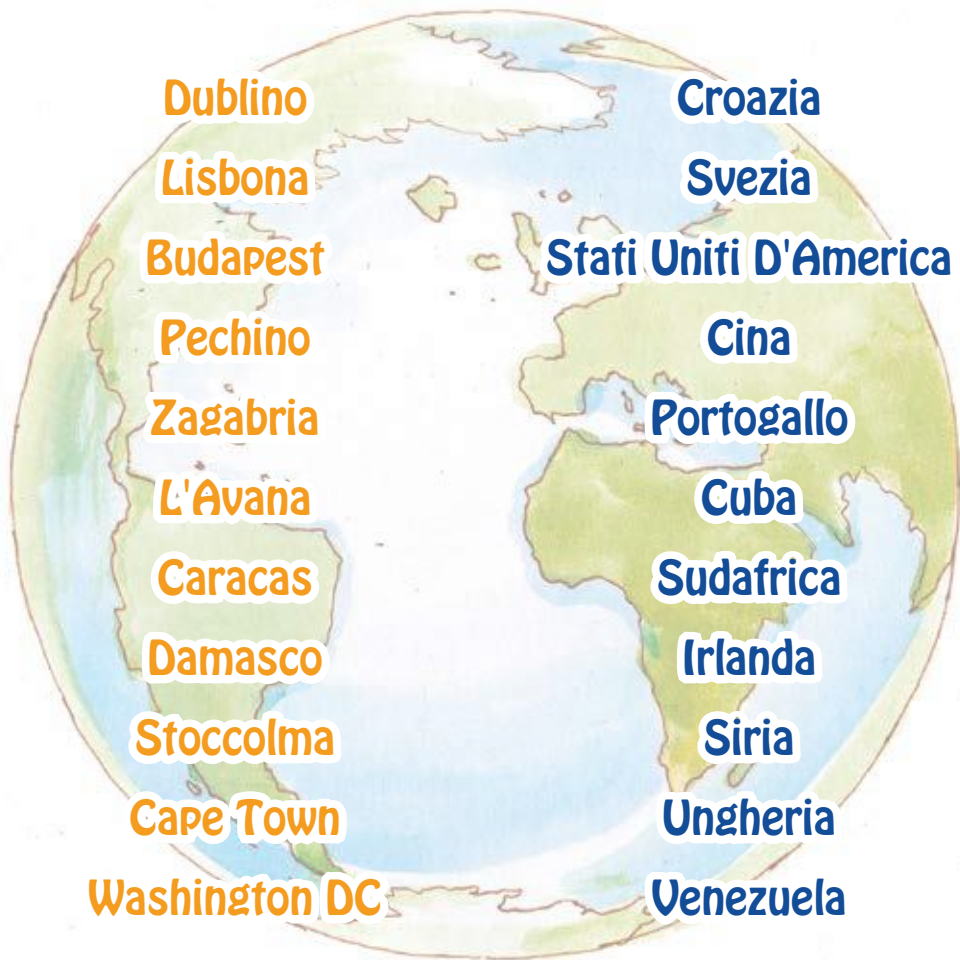 Dublino
Croazia
Lisbona
Svezia
Budapest
Stati Uniti D'America
Pechino
Cina
Zagabria
Portogallo
L'Avana
Cuba
Caracas
Sudafrica
Damasco
Irlanda
Stoccolma
Siria
Cape Town
Ungheria
Washington DC
Venezuela